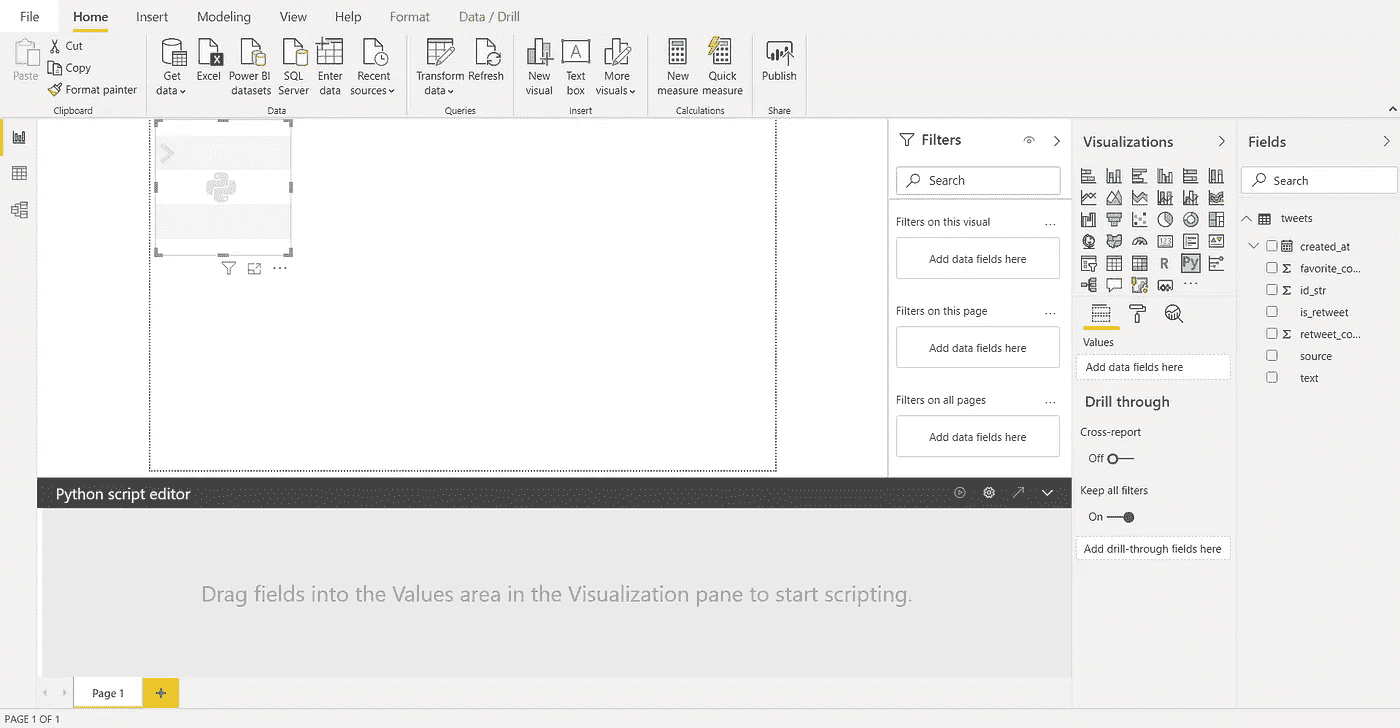 File Home Insert Modeling View Help Format Data / Drill
Paste
Cut
Copy
Format painter
Clipboard
Get data
Excel
Power BI datasets
SQL Server
Enter data
Recent sources
Data
Transform data
Refresh
Queries
New visual
A
Text box
More visuals
Insert
New measure
Quick measure
Calculations
Publish
Share
Filters
Search
Filters on this visual ...
Add data fields here
Filters on this page ...
Add data fields here
Filters on all pages ...
Add data fields here
Visualizations
123
R Py
...
Values
Add data fields here
Drill through
Cross-report
Off
Keep all filters
On
Add drill-through fields here
Fields
Search
tweets
created_at
Σ favorite_co...
Σ id_str
is_retweet
Σ retweet_co...
source
text
Python script editor
Drag fields into the Values area in the Visualization pane to start scripting.
Page 1 +
PAGE 1 OF 1